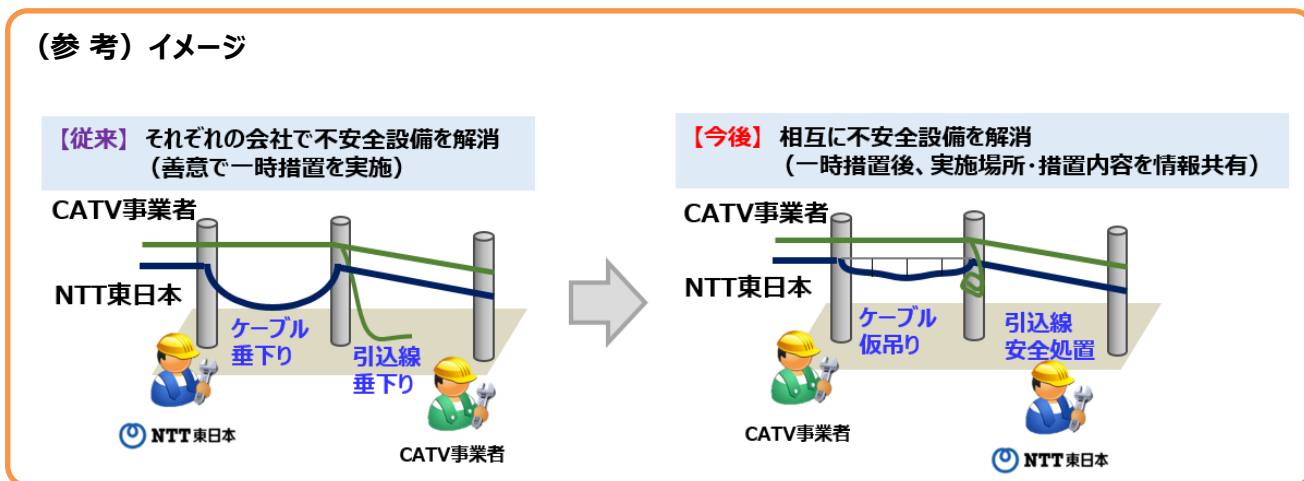 （参 考）イメージ
【従来】それぞれの会社で不安全設備を解消
（善意で一時措置を実施）
CATV事業者
NTT東日本
ケーブル
垂下り
引込線
垂下り
NTT東日本
CATV事業者
【今後】相互に不安全設備を解消
（一時措置後、実施場所・措置内容を情報共有）
CATV事業者
NTT東日本
ケーブル
仮吊り
引込線
安全処置
CATV事業者
NTT東日本